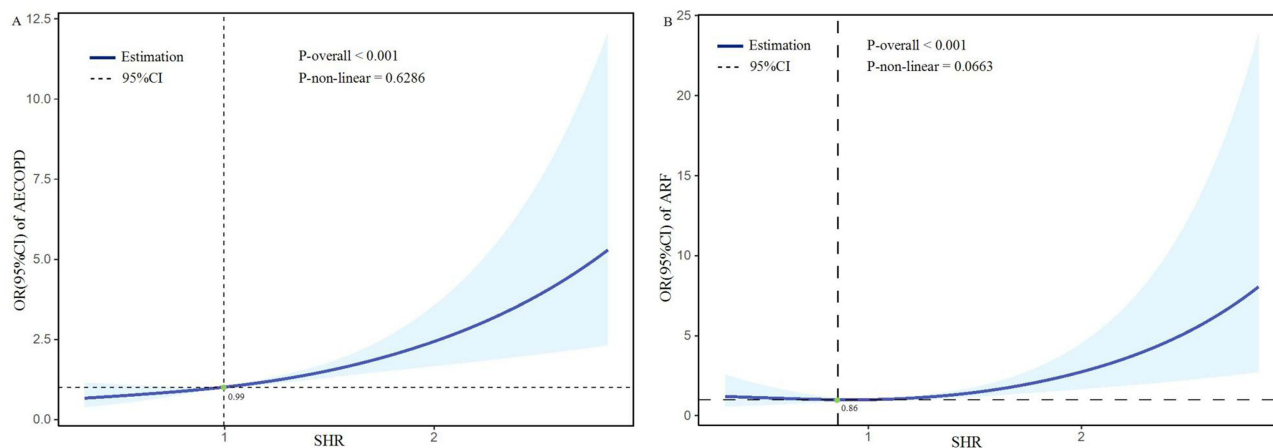 A
12.5
10.0
7.5
5.0
2.5
0.0
OR(95%CI) of AECOPD
Estimation
95%CI
P-overall < 0.001
P-non-linear = 0.6286
0.99
1
2
SHR
B
25
20
15
10
5
0
OR(95%CI) of ARF
Estimation
95%CI
P-overall < 0.001
P-non-linear = 0.0663
0.86
1
2
SHR